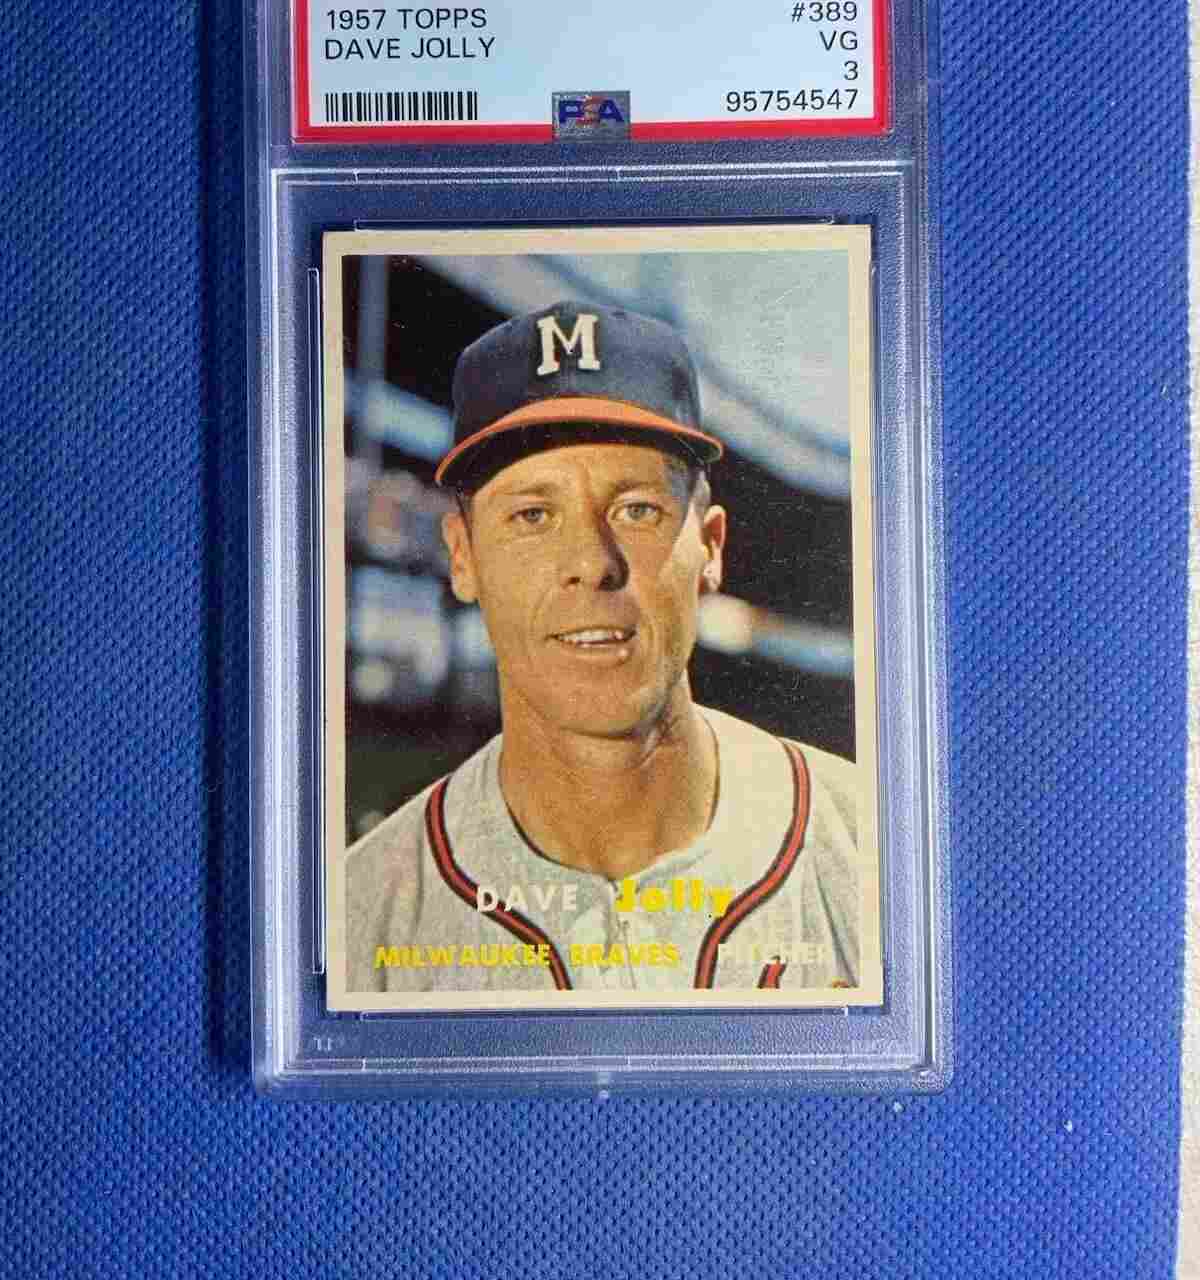 1957 TOPPS #389
DAVE JOLLY VG
3
95754547
PSA
M
DAVE Jolly
MILWAUKEE BRAVES PITCHER